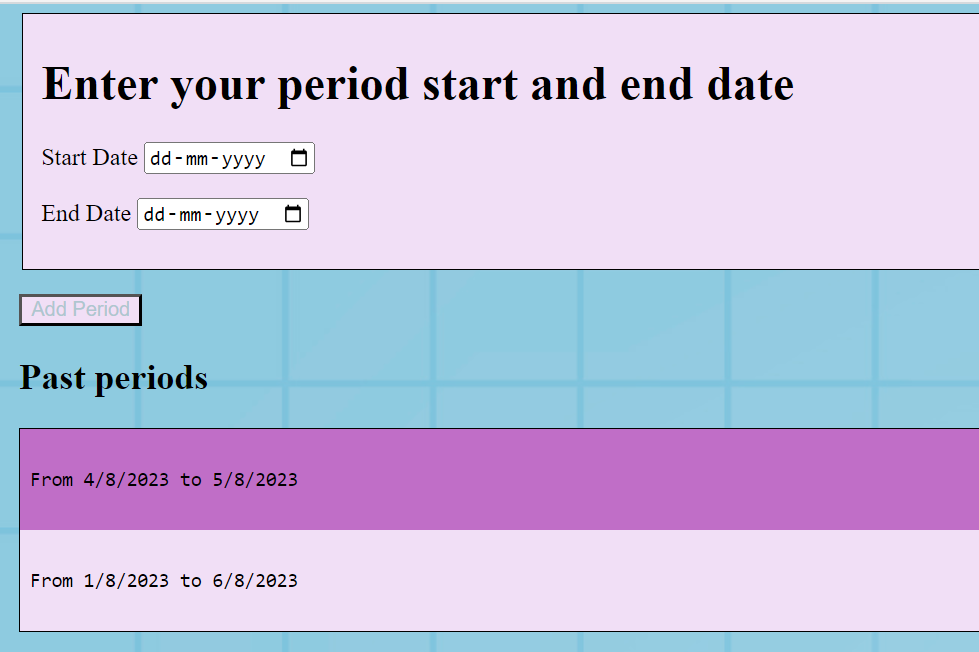 Enter your period start and end date
Start Date dd-mm-yyyy
End Date dd-mm-yyyy
Add Period
Past periods
From 4/8/2023 to 5/8/2023
From 1/8/2023 to 6/8/2023